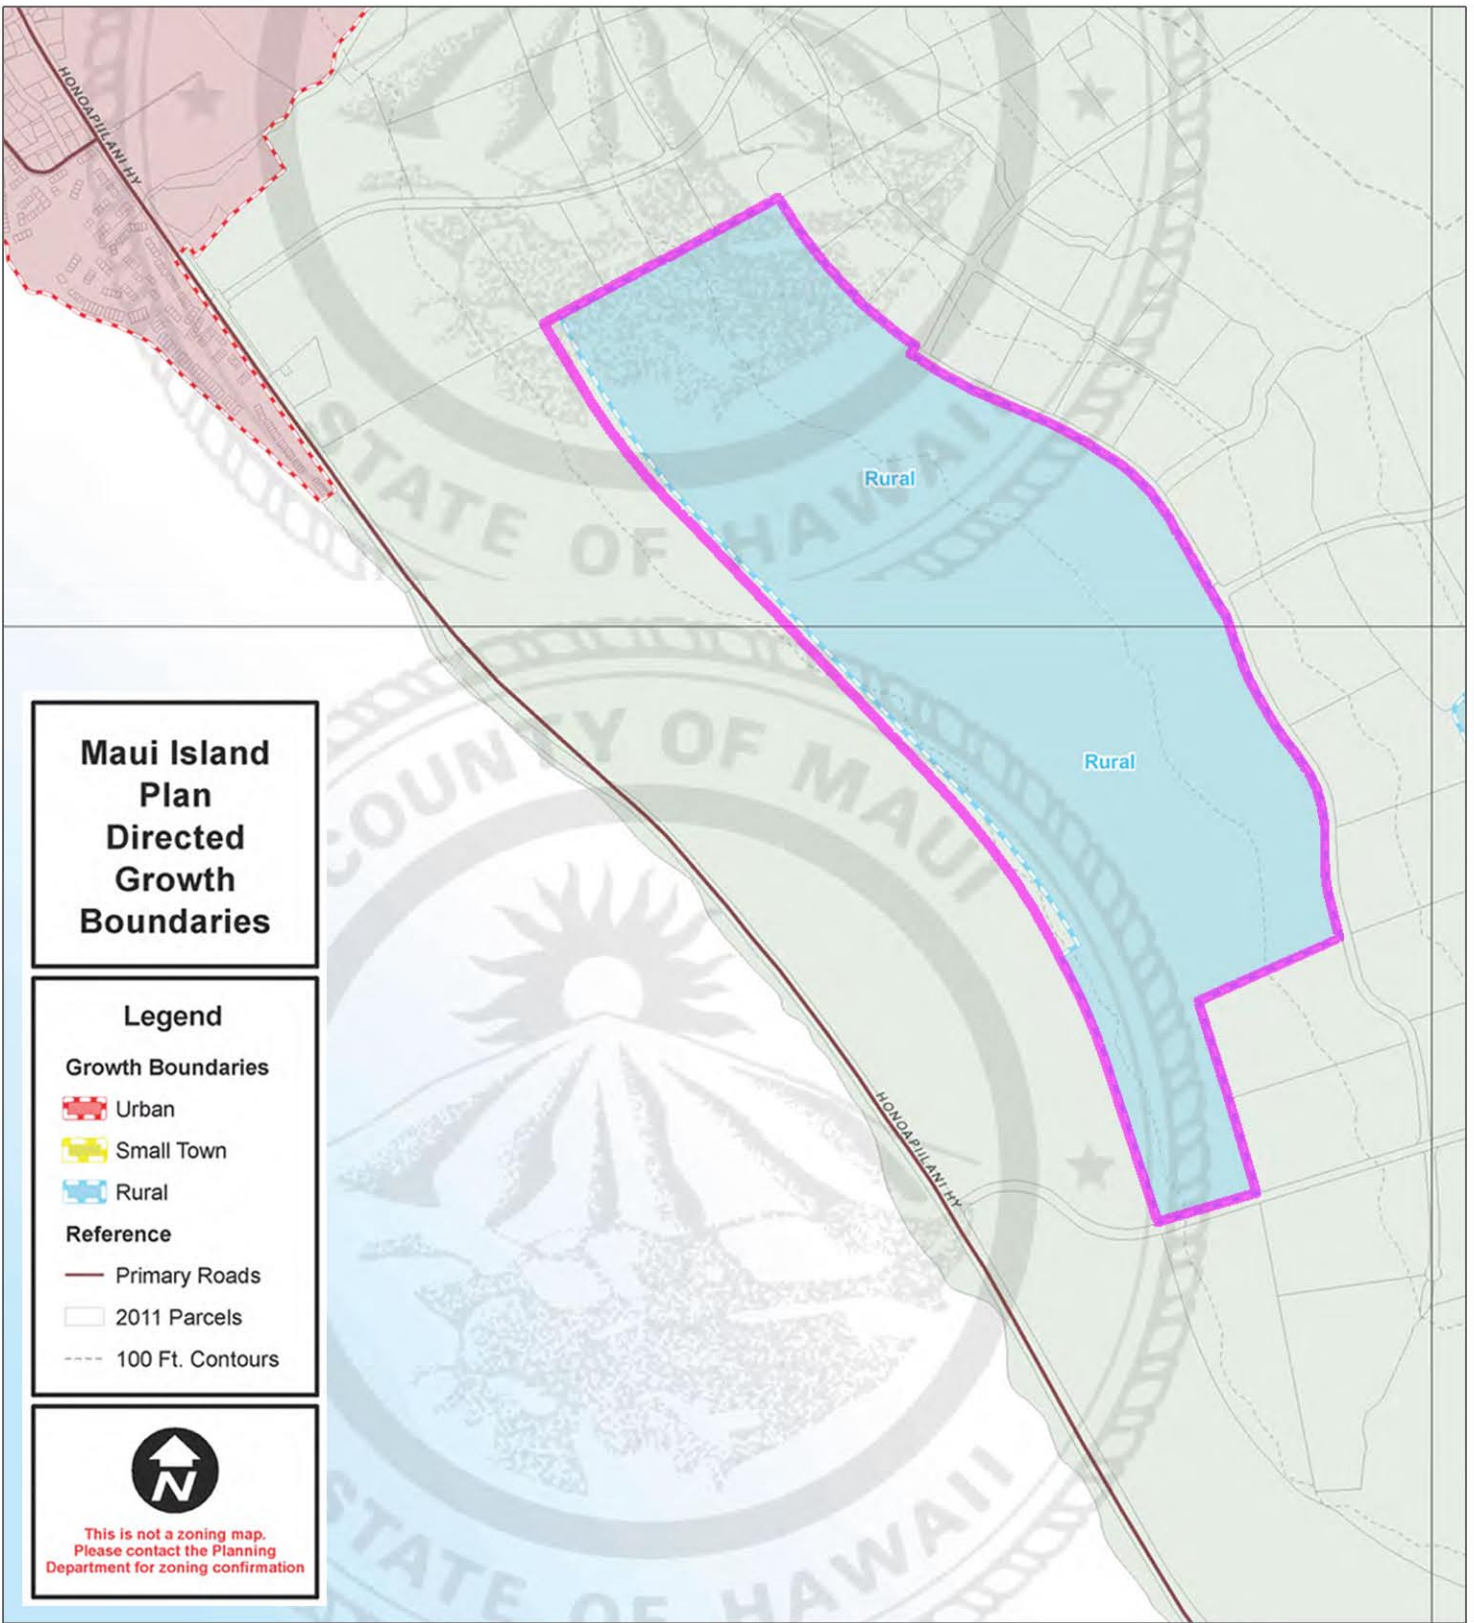 HONOAPIILANI HY
STATE OF HAWAII
Rural
COUNTY OF MAUI
Rural
Maui Island
Plan
Directed
Growth
Boundaries
Legend
Growth Boundaries
Urban
Small Town
Rural
Reference
Primary Roads
2011 Parcels
100 Ft. Contours
HONOAPIILANI HY
N
This is not a zoning map.
Please contact the Planning
Department for zoning confirmation
STATE OF HAWAII